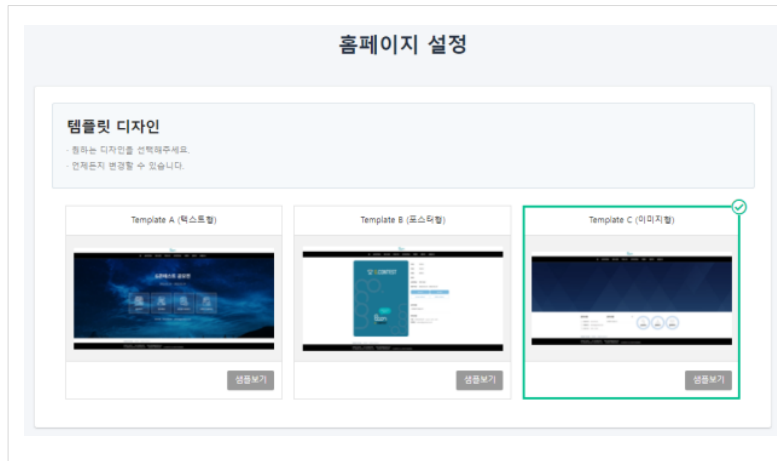 홈페이지 설정
템플릿 디자인
· 원하는 디자인을 선택해주세요.
· 언제든지 변경할 수 있습니다.
Template A (텍스트형)
Template B (포스터형)
Template C (이미지형)
샘플보기
샘플보기
샘플보기